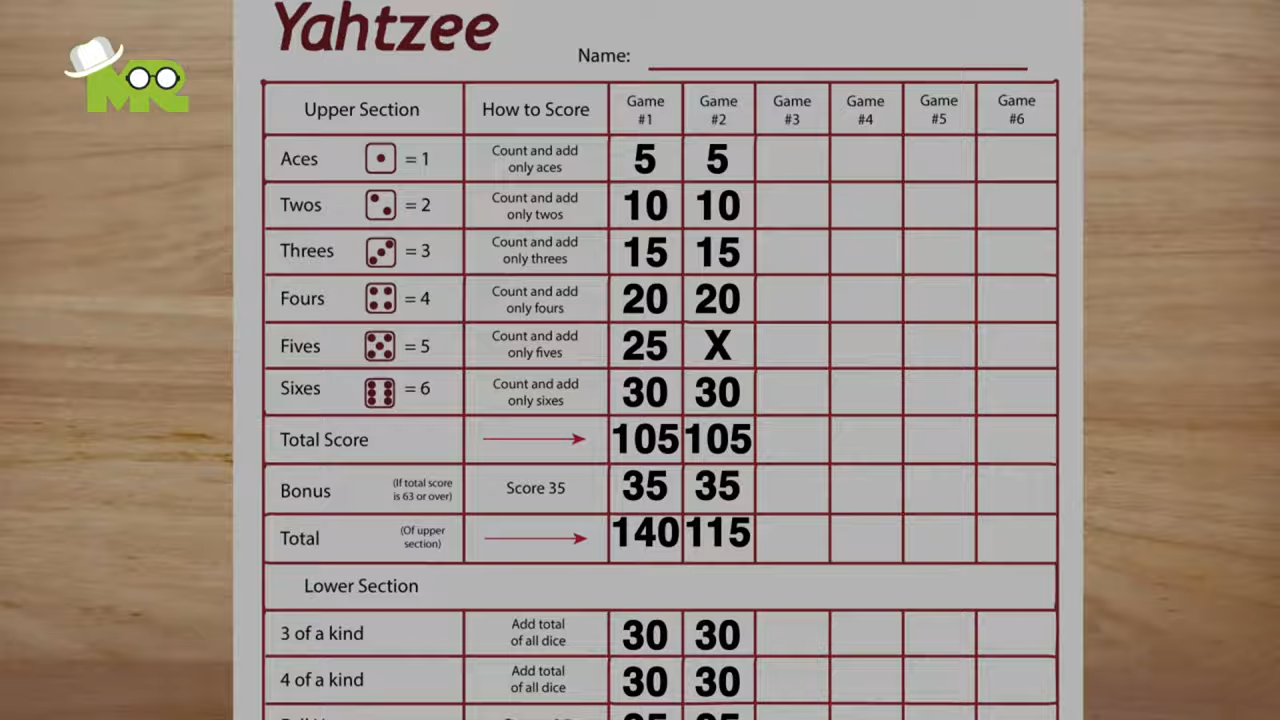 Yahtzee
Name:
MR
Upper Section How to Score Game #1 Game #2 Game #3 Game #4 Game #5 Game #6
Aces = 1 Count and add only aces 5 5
Twos = 2 Count and add only twos 10 10
Threes = 3 Count and add only threes 15 15
Fours = 4 Count and add only fours 20 20
Fives = 5 Count and add only fives 25 X
Sixes = 6 Count and add only sixes 30 30
Total Score 105 105
Bonus (If total score is 63 or over) Score 35 35 35
Total (Of upper section) 140 115
Lower Section
3 of a kind Add total of all dice 30 30
4 of a kind Add total of all dice 30 30